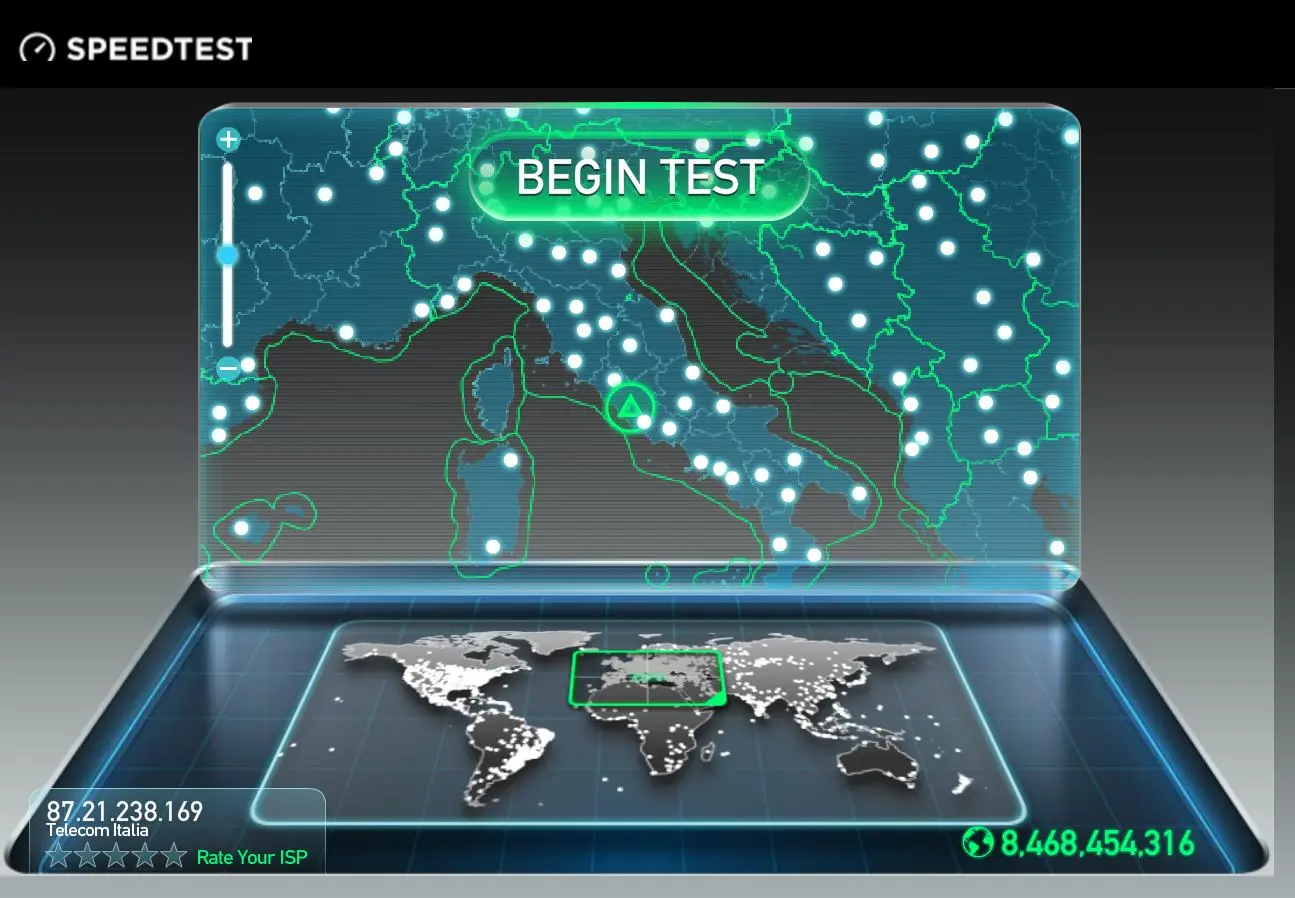 SPEEDTEST
BEGIN TEST
87.21.238.169
Telecom Italia
Rate Your ISP
8,468,454,316